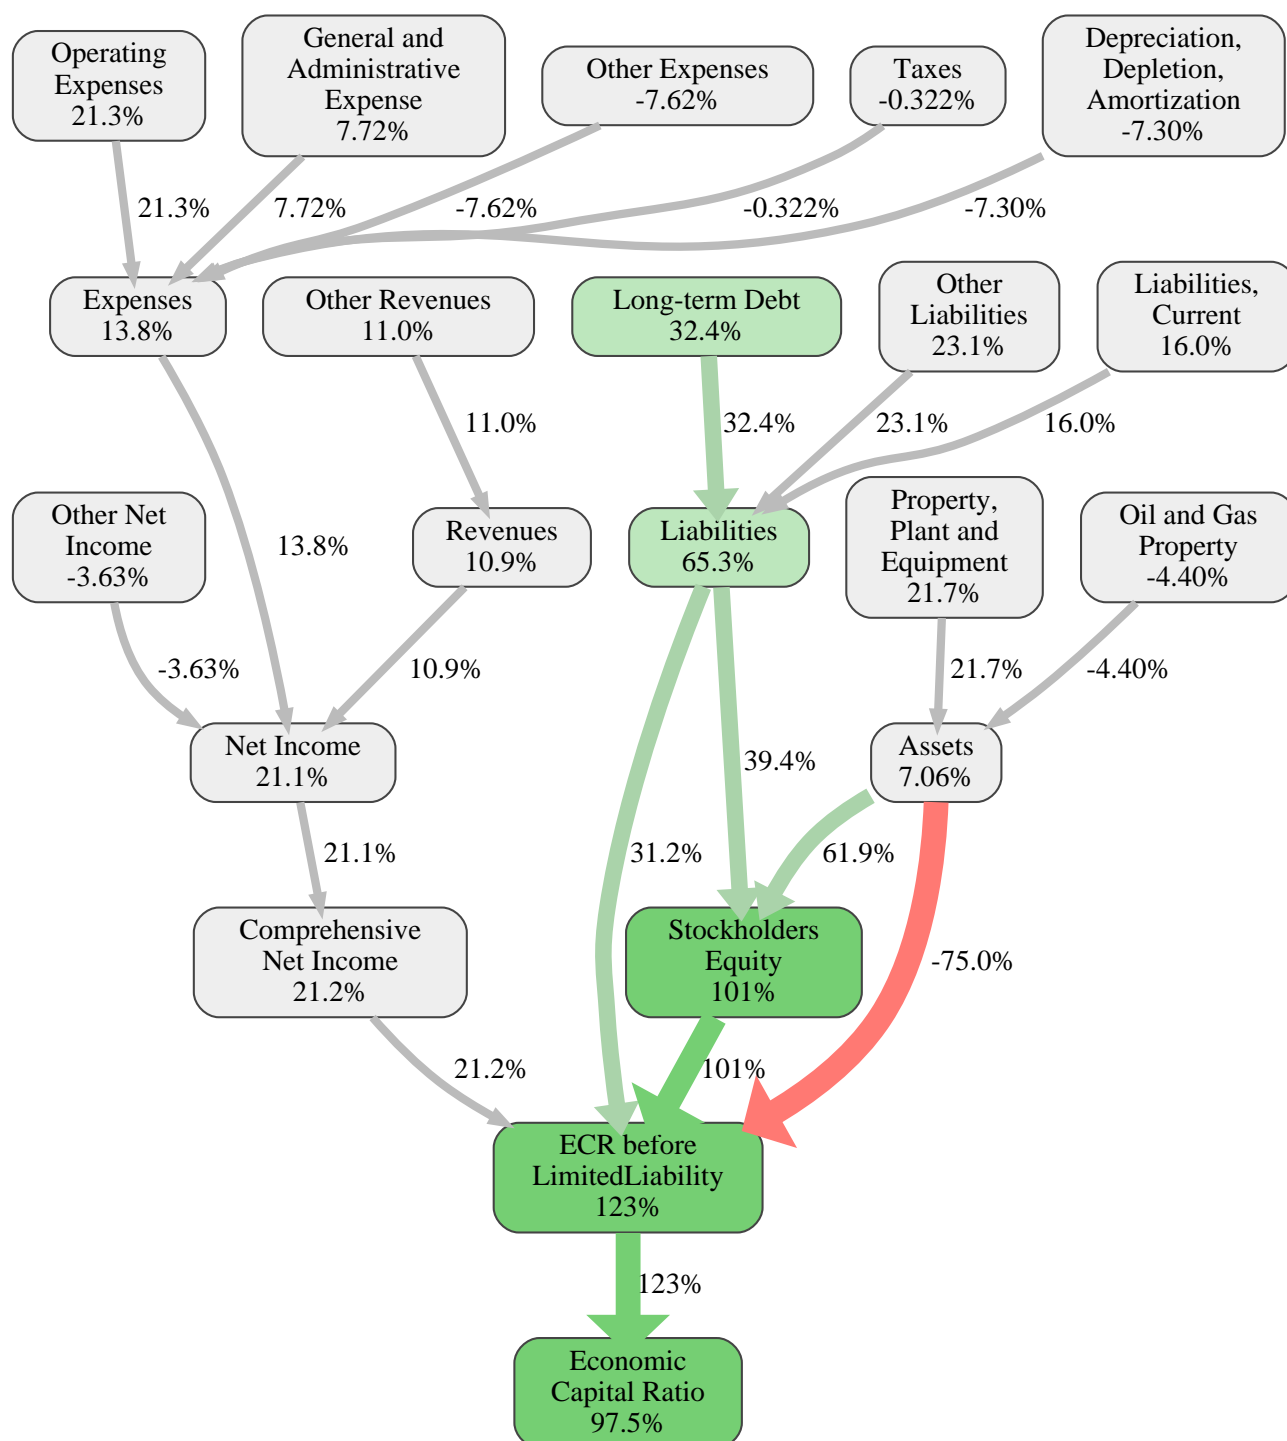 Operating
Expenses
21.3%
General and
Administrative
Expense
7.72%
Other Expenses
-7.62%
Taxes
-0.322%
Depreciation,
Depletion,
Amortization
-7.30%
21.3%
7.72%
-7.62%
-0.322%
-7.30%
Expenses
13.8%
Other Revenues
11.0%
Long-term Debt
32.4%
Other
Liabilities
23.1%
Liabilities,
Current
16.0%
11.0%
32.4%
23.1%
16.0%
Other Net
Income
-3.63%
13.8%
Revenues
10.9%
Liabilities
65.3%
Property,
Plant and
Equipment
21.7%
Oil and Gas
Property
-4.40%
-3.63%
10.9%
21.7%
-4.40%
Net Income
21.1%
39.4%
Assets
7.06%
21.1%
31.2%
61.9%
Comprehensive
Net Income
21.2%
Stockholders
Equity
101%
-75.0%
21.2%
101%
ECR before
LimitedLiability
123%
123%
Economic
Capital Ratio
97.5%